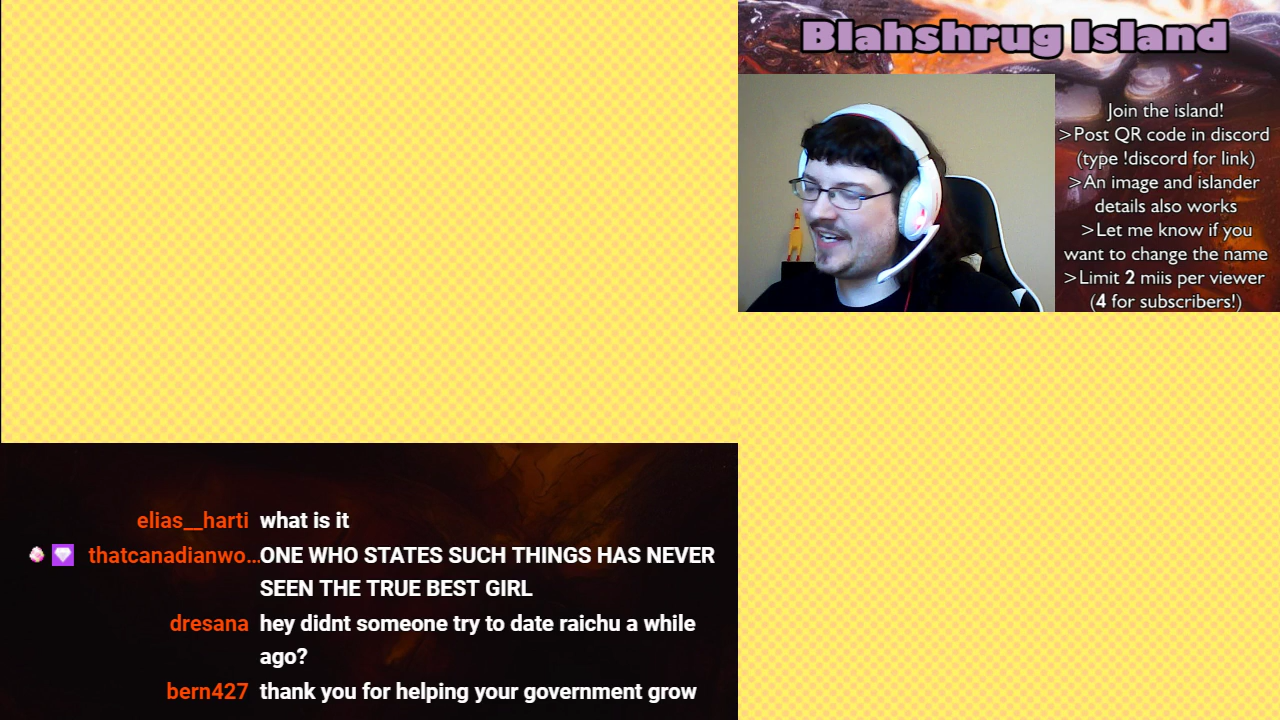 Blahshrug Island
Join the island!
>Post QR code in discord
(type !discord for link)
>An image and islander
details also works
>Let me know if you
want to change the name
>Limit 2 miis per viewer
(4 for subscribers!)
elias__harti what is it
thatcanadianwo... ONE WHO STATES SUCH THINGS HAS NEVER
SEEN THE TRUE BEST GIRL
dresana hey didnt someone try to date raichu a while
ago?
bern427 thank you for helping your government grow